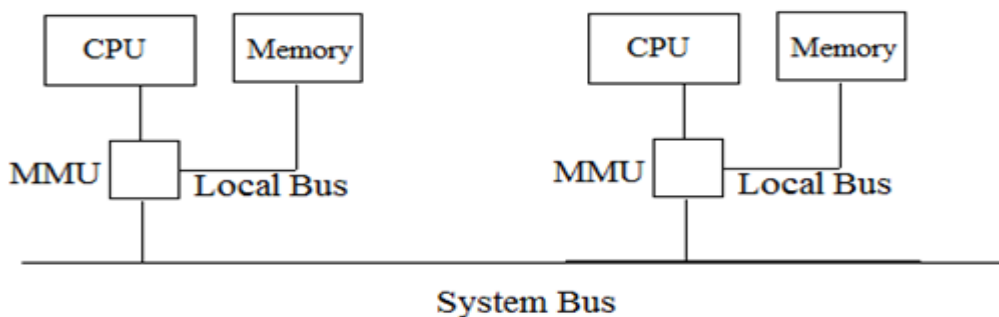 CPU
Memory
MMU
Local Bus
CPU
Memory
MMU
Local Bus
System Bus